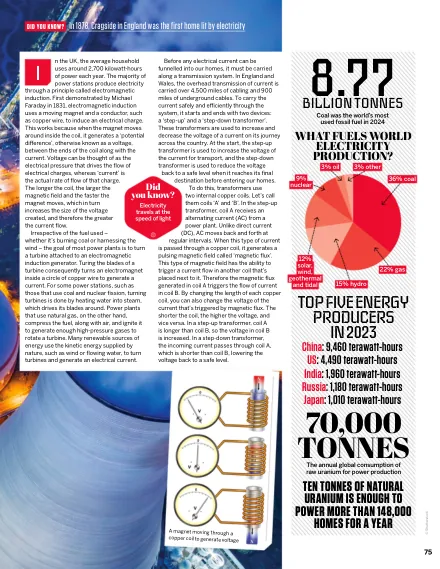 DID YOU KNOW? In 1878, Cragside in England was the first home lit by electricity
In the UK, the average household
uses around 2,700 kilowatt-hours
of power each year. The majority of
power stations produce electricity
through a principle called electromagnetic
induction. First demonstrated by Michael
Faraday in 1831, electromagnetic induction
uses a moving magnet and a conductor, such
as copper wire, to induce an electrical charge.
This works because when the magnet moves
around inside the coil, it generates a 'potential
difference', otherwise known as a voltage,
between the ends of the coil along with the
current. Voltage can be thought of as the
electrical pressure that drives the flow of
electrical charges, whereas 'current' is
the actual rate of flow of that charge.
The longer the coil, the larger the
magnetic field and the faster the
magnet moves, which in turn
increases the size of the voltage
created, and therefore the greater
the current flow.
Irrespective of the fuel used –
whether it's burning coal or harnessing the
wind – the goal of most power plants is to turn
a turbine attached to an electromagnetic
induction generator. Turing the blades of a
turbine consequently turns an electromagnet
inside a circle of copper wire to generate a
current. For some power stations, such as
those that use coal and nuclear fission, turning
turbines is done by heating water into steam,
which drives its blades around. Power plants
that use natural gas, on the other hand,
compress the fuel, along with air, and ignite it
to generate enough high-pressure gases to
rotate a turbine. Many renewable sources of
energy use the kinetic energy supplied by
nature, such as wind or flowing water, to turn
turbines and generate an electrical current.
Before any electrical current can be
funnelled into our homes, it must be carried
along a transmission system. In England and
Wales, the overhead transmission of current is
carried over 4,500 miles of cabling and 900
miles of underground cables. To carry the
current safely and efficiently through the
system, it starts and ends with two devices:
a 'step-up' and a 'step-down transformer'.
These transformers are used to increase and
decrease the voltage of a current on its journey
across the country. At the start, the step-up
transformer is used to increase the voltage of
the current for transport, and the step-down
transformer is used to reduce the voltage
back to a safe level when it reaches its final
destination before entering our homes.
To do this, transformers use
two internal copper coils. Let's call
them coils 'A' and 'B'. In the step-up
transformer, coil A receives an
alternating current (AC) from a
power plant. Unlike direct current
(DC), AC moves back and forth at
regular intervals. When this type of current
is passed through a copper coil, it generates a
pulsing magnetic field called 'magnetic flux'.
This type of magnetic field has the ability to
trigger a current flow in another coil that's
placed next to it. Therefore the magnetic flux
generated in coil A triggers the flow of current
in coil B. By changing the length of each copper
coil, you can also change the voltage of the
current that's triggered by magnetic flux. The
shorter the coil, the higher the voltage, and
vice versa. In a step-up transformer, coil A
is longer than coil B, so the voltage in coil B
is increased. In a step-down transformer,
the incoming current passes through coil A,
which is shorter than coil B, lowering the
voltage back to a safe level.
Did
you know?
Electricity
travels at the
speed of light
A magnet moving through a
copper coil to generate voltage
8.77
BILLION TONNES
Coal was the world's most
used fossil fuel in 2024
WHAT FUELS WORLD
ELECTRICITY
PRODUCTION?
3% oil
3% other
9%
nuclear
36% coal
12%
solar,
wind,
geothermal
and tidal
22% gas
15% hydro
TOP FIVE ENERGY
PRODUCERS
IN 2023
China: 9,460 terawatt-hours
US: 4,490 terawatt-hours
India: 1,960 terawatt-hours
Russia: 1,180 terawatt-hours
Japan: 1,010 terawatt-hours
70,000
TONNES
The annual global consumption of
raw uranium for power production
TEN TONNES OF NATURAL
URANIUM IS ENOUGH TO
POWER MORE THAN 148,000
HOMES FOR A YEAR
75